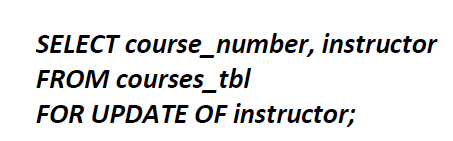 SELECT course_number, instructor
FROM courses_tbl
FOR UPDATE OF instructor;